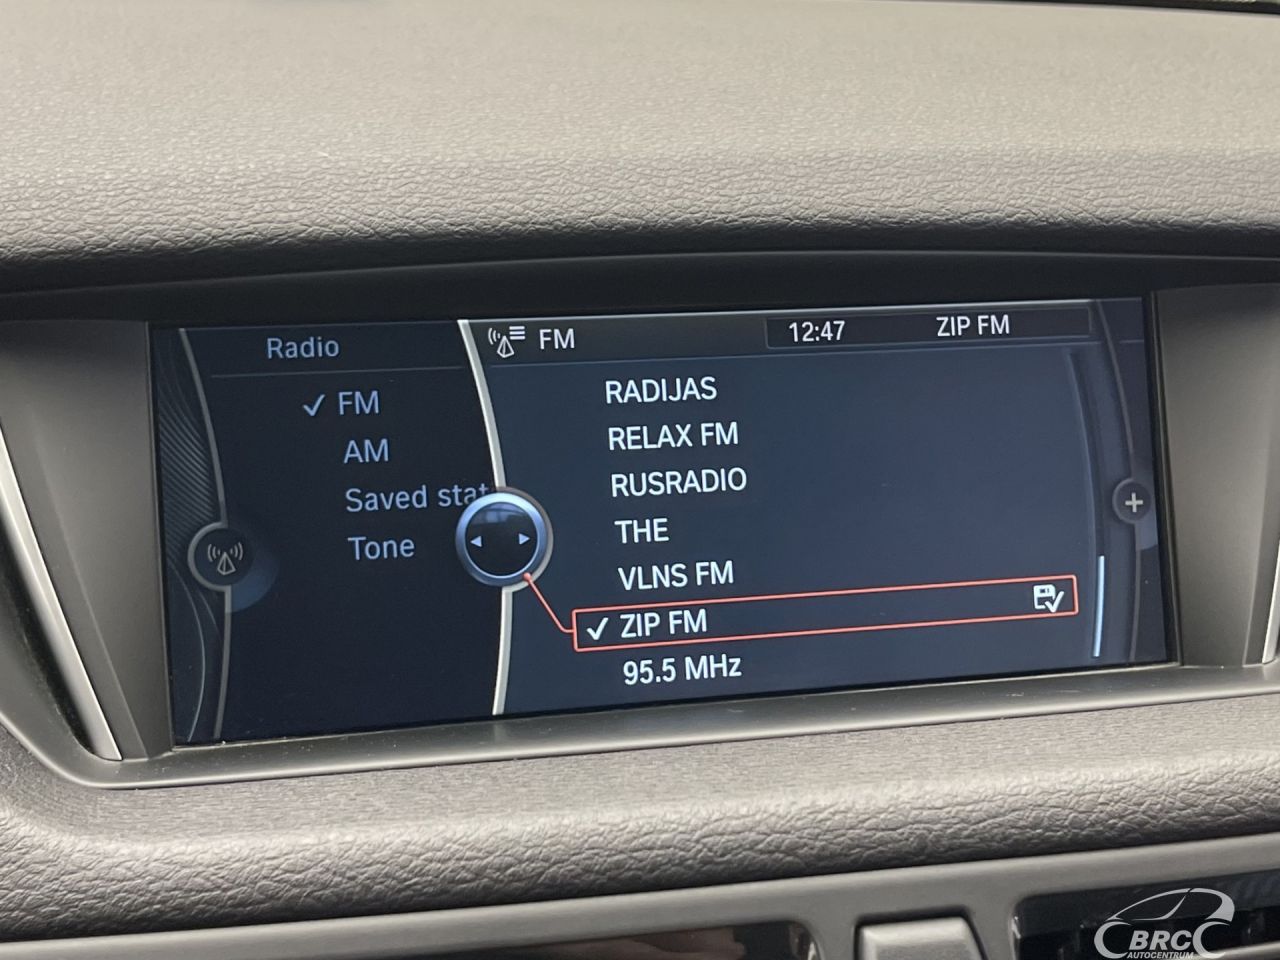 Radio
FM
AM
Saved stat
Tone
FM
12:47
ZIP FM
RADIJAS
RELAX FM
RUSRADIO
THE
VLNS FM
ZIP FM
95.5 MHz
BRC
AUTOCENTRUM